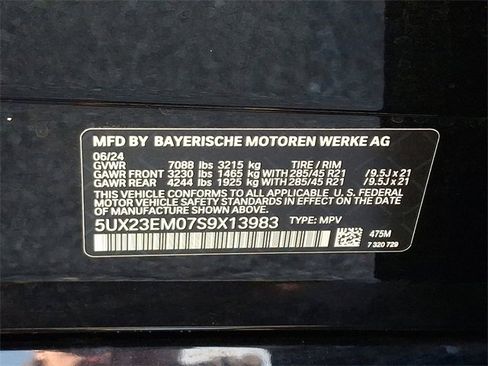 MFD BY BAYERISCHE MOTOREN WERKE AG
06/24
GVWR 7088 lbs 3215 kg TIRE / RIM
GAWR FRONT 3230 lbs 1465 kg WITH 285/45 R21 /9.5J x 21
GAWR REAR 4244 lbs 1925 kg WITH 285/45 R21 /9.5J x 21
THIS VEHICLE CONFORMS TO ALL APPLICABLE U.S. FEDERAL
MOTOR VEHICLE SAFETY STANDARDS IN EFFECT ON THE DATE
OF MANUFACTURE SHOWN ABOVE.
5UX23EM07S9X13983 TYPE: MPV 475M
7 320 729